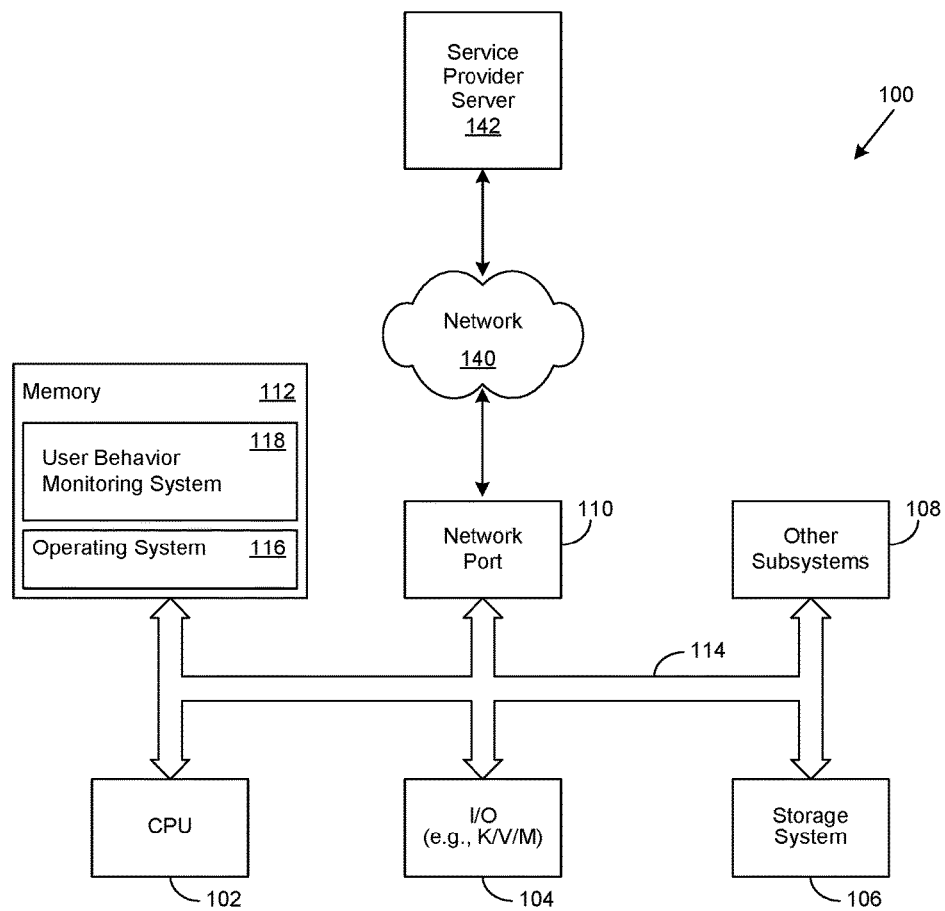 Service
Provider
Server
142
100
Network
140
Memory 112
118
User Behavior
Monitoring System
Operating System 116
Network
Port
110
Other
Subsystems
108
114
CPU
102
I/O
(e.g., K/V/M)
104
Storage
System
106